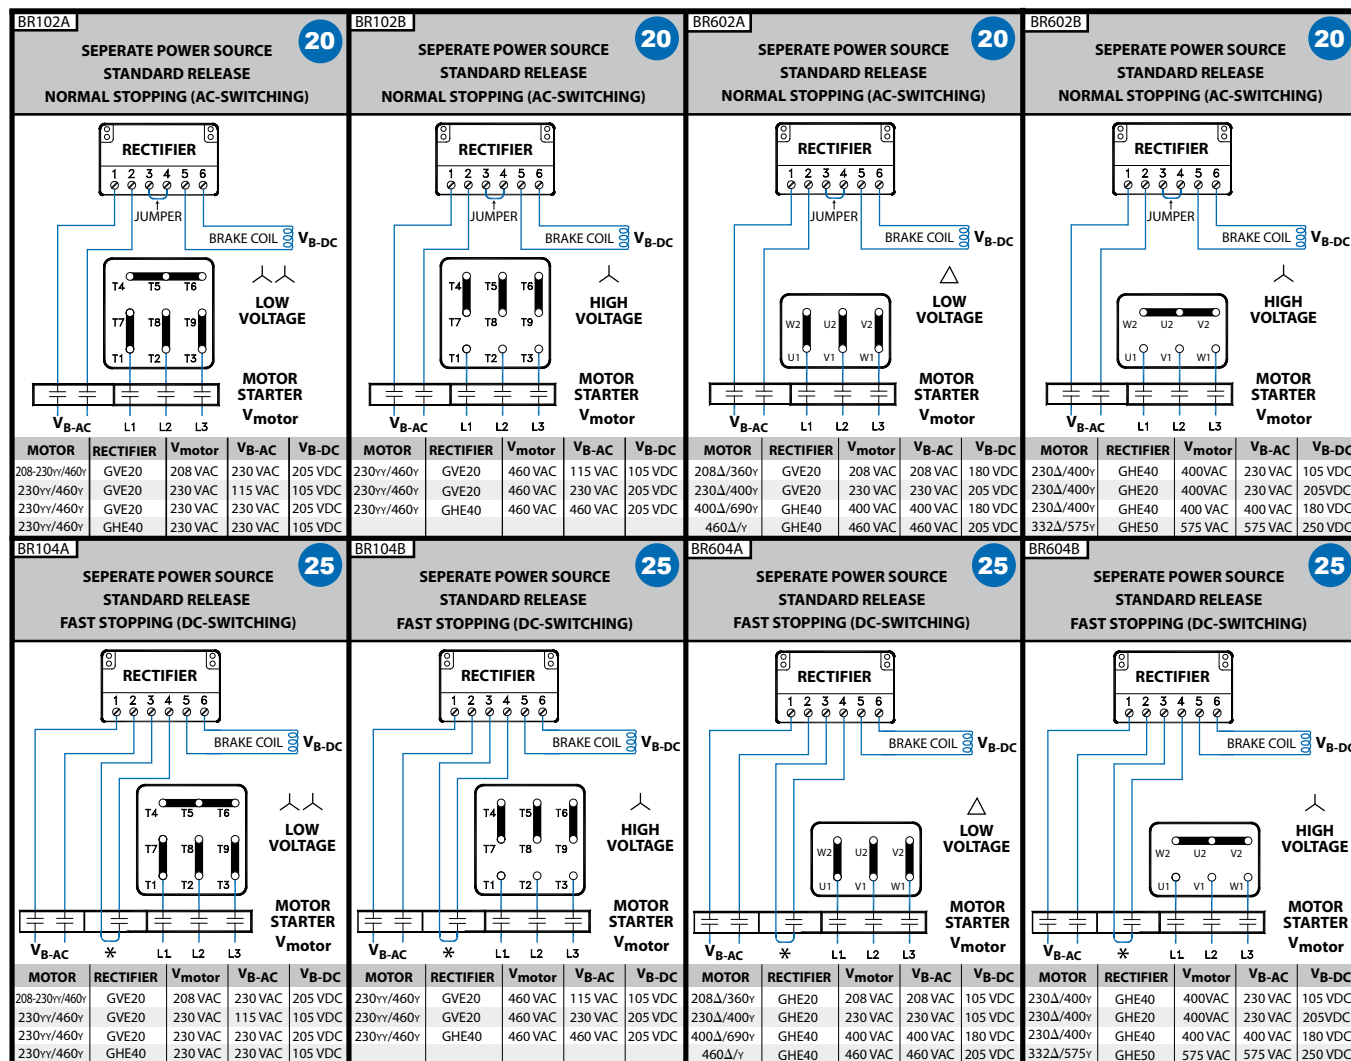 BR102A
20
SEPERATE POWER SOURCE
STANDARD RELEASE
NORMAL STOPPING (AC-SWITCHING)
RECTIFIER
1 2 3 4 5 6
JUMPER
BRAKE COIL
VB-DC
T4 T5 T6
T7 T8 T9
T1 T2 T3
LOW
VOLTAGE
MOTOR
STARTER
Vmotor
VB-AC
L1 L2 L3
MOTOR RECTIFIER Vmotor VB-AC VB-DC
208-230YY/460Y GVE20 208 VAC 230 VAC 205 VDC
230YY/460Y GVE20 230 VAC 115 VAC 105 VDC
230YY/460Y GVE20 230 VAC 230 VAC 205 VDC
230YY/460Y GHE40 230 VAC 230 VAC 105 VDC
BR102B
20
SEPERATE POWER SOURCE
STANDARD RELEASE
NORMAL STOPPING (AC-SWITCHING)
RECTIFIER
1 2 3 4 5 6
JUMPER
BRAKE COIL
VB-DC
T4 T5 T6
T7 T8 T9
T1 T2 T3
HIGH
VOLTAGE
MOTOR
STARTER
Vmotor
VB-AC
L1 L2 L3
MOTOR RECTIFIER Vmotor VB-AC VB-DC
230YY/460Y GVE20 460 VAC 115 VAC 105 VDC
230YY/460Y GVE20 460 VAC 230 VAC 205 VDC
230YY/460Y GHE40 460 VAC 460 VAC 205 VDC
BR602A
20
SEPERATE POWER SOURCE
STANDARD RELEASE
NORMAL STOPPING (AC-SWITCHING)
RECTIFIER
1 2 3 4 5 6
JUMPER
BRAKE COIL
VB-DC
W2 U2 V2
U1 V1 W1
Δ
LOW
VOLTAGE
MOTOR
STARTER
Vmotor
VB-AC
L1 L2 L3
MOTOR RECTIFIER Vmotor VB-AC VB-DC
208Δ/360Y GVE20 208 VAC 208 VAC 180 VDC
230Δ/400Y GVE20 230 VAC 230 VAC 205 VDC
400Δ/690Y GHE40 400 VAC 400 VAC 180 VDC
460Δ/Y GHE40 460 VAC 460 VAC 205 VDC
BR602B
20
SEPERATE POWER SOURCE
STANDARD RELEASE
NORMAL STOPPING (AC-SWITCHING)
RECTIFIER
1 2 3 4 5 6
JUMPER
BRAKE COIL
VB-DC
W2 U2 V2
U1 V1 W1
HIGH
VOLTAGE
MOTOR
STARTER
Vmotor
VB-AC
L1 L2 L3
MOTOR RECTIFIER Vmotor VB-AC VB-DC
230Δ/400Y GHE40 400VAC 230 VAC 105 VDC
230Δ/400Y GHE20 400VAC 230 VAC 205VDC
230Δ/400Y GHE40 400 VAC 400 VAC 180 VDC
332Δ/575Y GHE50 575 VAC 575 VAC 250 VDC
BR104A
25
SEPERATE POWER SOURCE
STANDARD RELEASE
FAST STOPPING (DC-SWITCHING)
RECTIFIER
1 2 3 4 5 6
BRAKE COIL
VB-DC
T4 T5 T6
T7 T8 T9
T1 T2 T3
LOW
VOLTAGE
MOTOR
STARTER
Vmotor
VB-AC
* L1 L2 L3
MOTOR RECTIFIER Vmotor VB-AC VB-DC
208-230YY/460Y GVE20 208 VAC 230 VAC 205 VDC
230YY/460Y GVE20 230 VAC 115 VAC 105 VDC
230YY/460Y GVE20 230 VAC 230 VAC 205 VDC
230YY/460Y GHE40 230 VAC 230 VAC 105 VDC
BR104B
25
SEPERATE POWER SOURCE
STANDARD RELEASE
FAST STOPPING (DC-SWITCHING)
RECTIFIER
1 2 3 4 5 6
BRAKE COIL
VB-DC
T4 T5 T6
T7 T8 T9
T1 T2 T3
HIGH
VOLTAGE
MOTOR
STARTER
Vmotor
VB-AC
* L1 L2 L3
MOTOR RECTIFIER Vmotor VB-AC VB-DC
230YY/460Y GVE20 460 VAC 115 VAC 105 VDC
230YY/460Y GVE20 460 VAC 230 VAC 205 VDC
230YY/460Y GHE40 460 VAC 460 VAC 205 VDC
BR604A
25
SEPERATE POWER SOURCE
STANDARD RELEASE
FAST STOPPING (DC-SWITCHING)
RECTIFIER
1 2 3 4 5 6
BRAKE COIL
VB-DC
W2 U2 V2
U1 V1 W1
Δ
LOW
VOLTAGE
MOTOR
STARTER
Vmotor
VB-AC
* L1 L2 L3
MOTOR RECTIFIER Vmotor VB-AC VB-DC
208Δ/360Y GHE20 208 VAC 208 VAC 105 VDC
230Δ/400Y GHE20 230 VAC 230 VAC 105 VDC
400Δ/690Y GHE40 400 VAC 400 VAC 180 VDC
460Δ/Y GHE40 460 VAC 460 VAC 205 VDC
BR604B
25
SEPERATE POWER SOURCE
STANDARD RELEASE
FAST STOPPING (DC-SWITCHING)
RECTIFIER
1 2 3 4 5 6
BRAKE COIL
VB-DC
W2 U2 V2
U1 V1 W1
HIGH
VOLTAGE
MOTOR
STARTER
Vmotor
VB-AC
* L1 L2 L3
MOTOR RECTIFIER Vmotor VB-AC VB-DC
230Δ/400Y GHE40 400VAC 230 VAC 105 VDC
230Δ/400Y GHE20 400VAC 230 VAC 205VDC
230Δ/400Y GHE40 400 VAC 400 VAC 180 VDC
332Δ/575Y GHE50 575 VAC 575 VAC 250 VDC